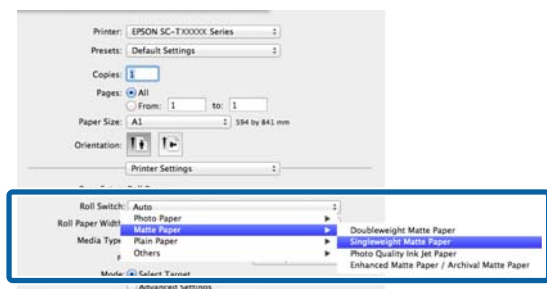 Printer: EPSON SC-TXXXXX Series
Presets: Default Settings
Copies: 1
Pages: All
From: 1 to: 1
Paper Size: A1 594 by 841 mm
Orientation:
Printer Settings
Roll Switch: Auto
Roll Paper Width
Media Type
Photo Paper
Matte Paper
Plain Paper
Others
Doubleweight Matte Paper
Singleweight Matte Paper
Photo Quality Ink Jet Paper
Enhanced Matte Paper / Archival Matte Paper
Mode: Select Target
Advanced Settings